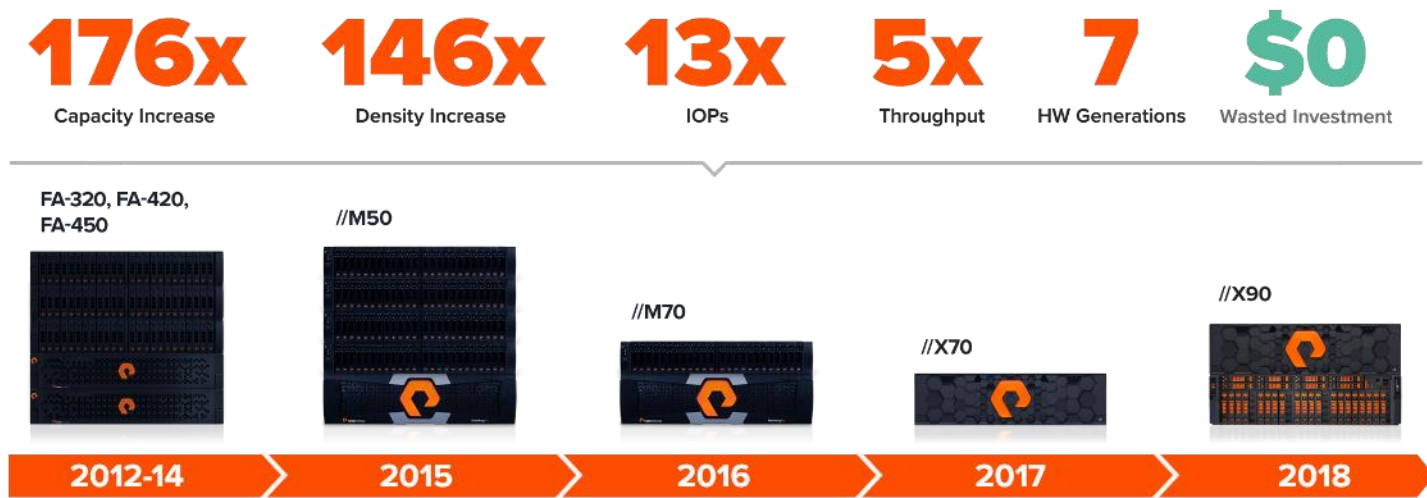 176x
146x
13x
5x
7
$0
Capacity Increase
Density Increase
IOPs
Throughput
HW Generations
Wasted Investment
FA-320, FA-420,
FA-450
//M50
//M70
//X70
//X90
2012-14
2015
2016
2017
2018